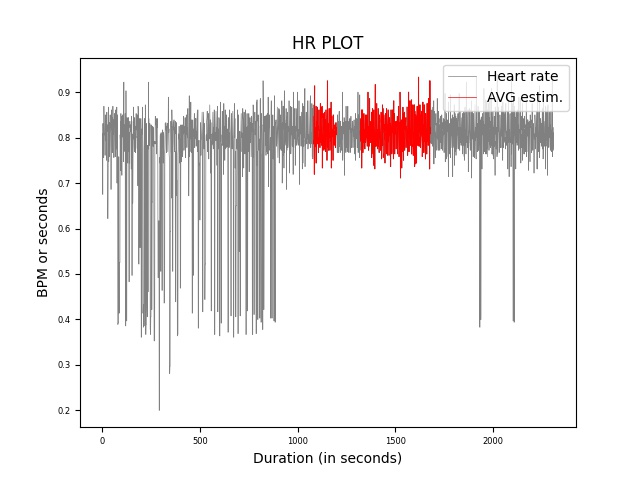 HR PLOT
Heart rate
AVG estim.
BPM or seconds
0.9
0.8
0.7
0.6
0.5
0.4
0.3
0.2
0
500
1000
1500
2000
Duration (in seconds)